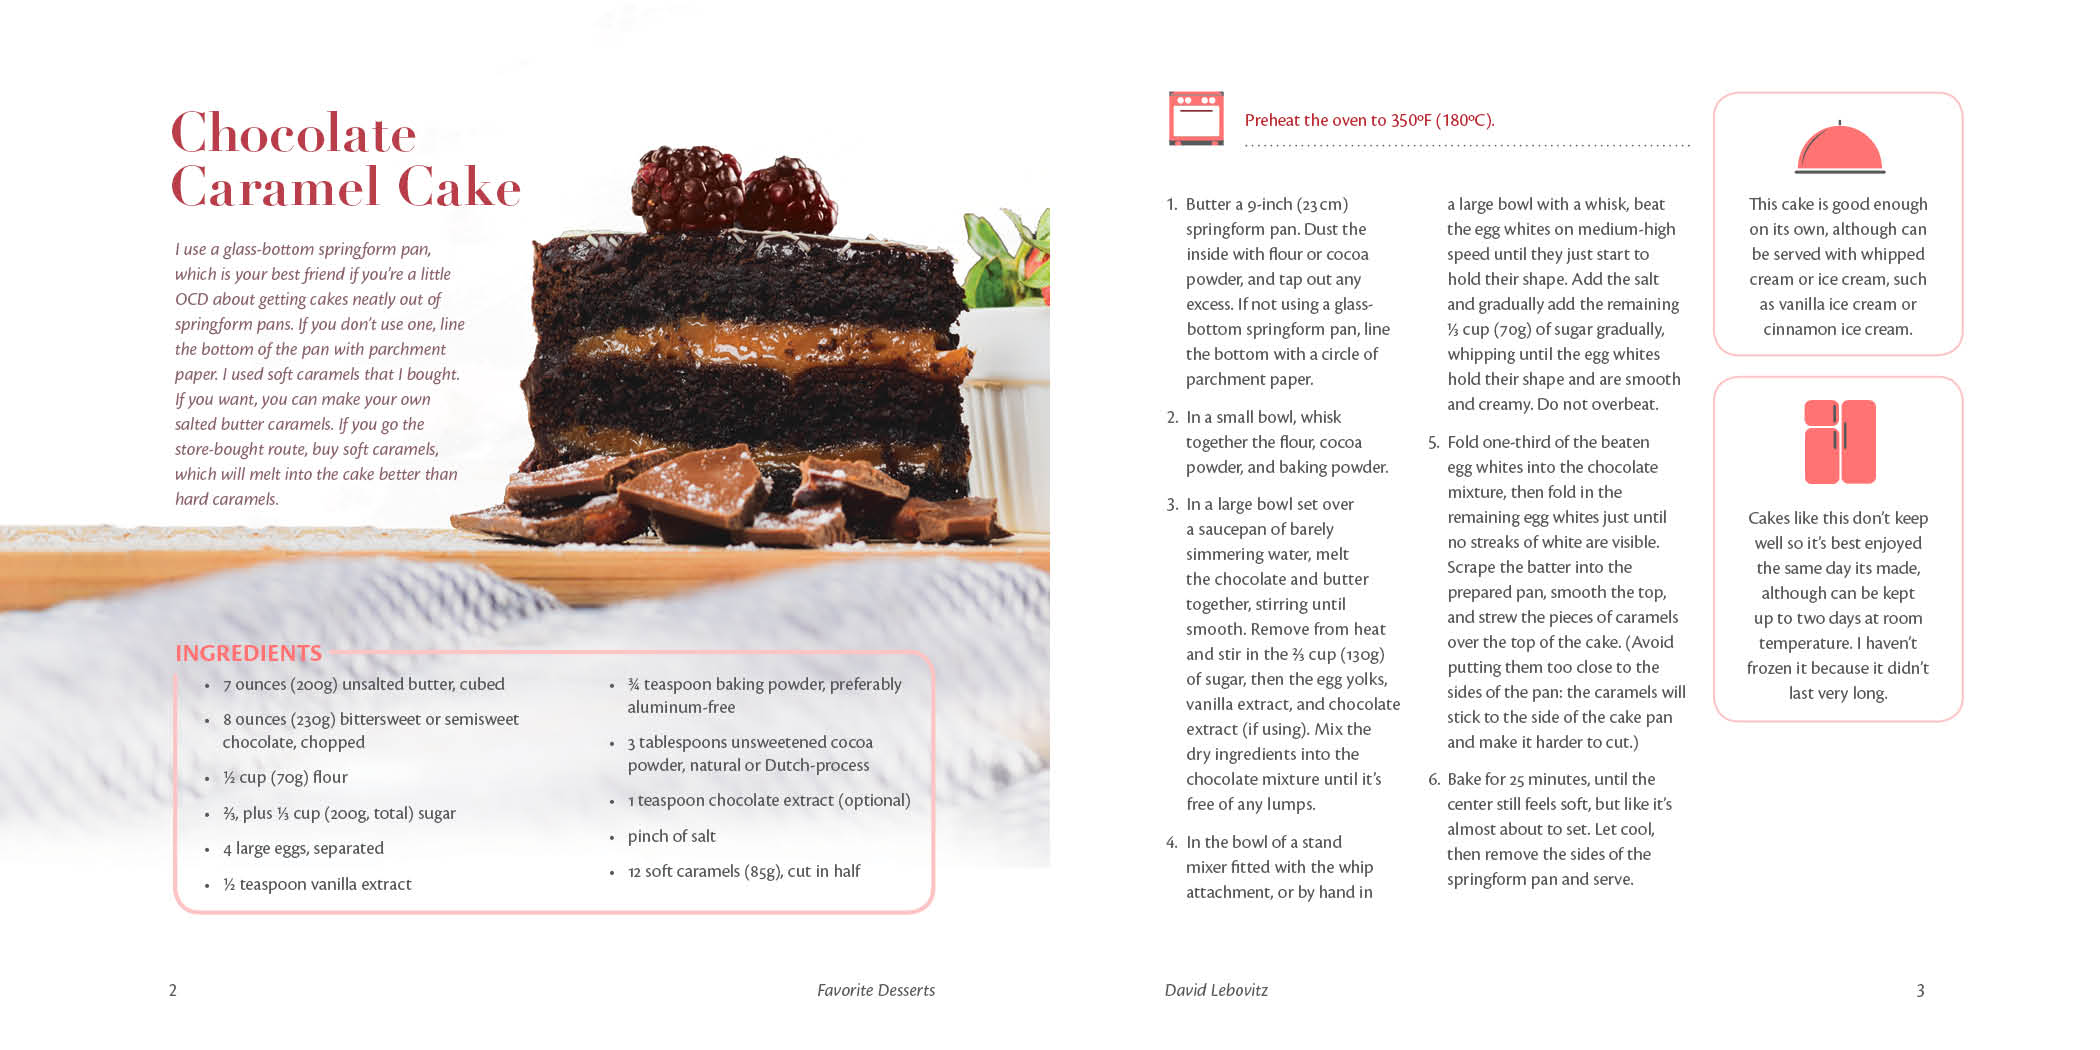 Chocolate
Caramel Cake
I use a glass-bottom springform pan,
which is your best friend if you're a little
OCD about getting cakes neatly out of
springform pans. If you don't use one, line
the bottom of the pan with parchment
paper. I used soft caramels that I bought.
If you want, you can make your own
salted butter caramels. If you go the
store-bought route, buy soft caramels,
which will melt into the cake better than
hard caramels.
INGREDIENTS
• 7 ounces (200g) unsalted butter, cubed
• 8 ounces (230g) bittersweet or semisweet
chocolate, chopped
• ½ cup (70g) flour
• ⅔, plus ⅓ cup (200g, total) sugar
• 4 large eggs, separated
• ½ teaspoon vanilla extract
• ¾ teaspoon baking powder, preferably
aluminum-free
• 3 tablespoons unsweetened cocoa
powder, natural or Dutch-process
• 1 teaspoon chocolate extract (optional)
• pinch of salt
• 12 soft caramels (85g), cut in half
2
Favorite Desserts
Preheat the oven to 350ºF (180ºC).
1. Butter a 9-inch (23 cm)
springform pan. Dust the
inside with flour or cocoa
powder, and tap out any
excess. If not using a glass-
bottom springform pan, line
the bottom with a circle of
parchment paper.
2. In a small bowl, whisk
together the flour, cocoa
powder, and baking powder.
3. In a large bowl set over
a saucepan of barely
simmering water, melt
the chocolate and butter
together, stirring until
smooth. Remove from heat
and stir in the ⅔ cup (130g)
of sugar, then the egg yolks,
vanilla extract, and chocolate
extract (if using). Mix the
dry ingredients into the
chocolate mixture until it's
free of any lumps.
4. In the bowl of a stand
mixer fitted with the whip
attachment, or by hand in
a large bowl with a whisk, beat
the egg whites on medium-high
speed until they just start to
hold their shape. Add the salt
and gradually add the remaining
⅓ cup (70g) of sugar gradually,
whipping until the egg whites
hold their shape and are smooth
and creamy. Do not overbeat.
5. Fold one-third of the beaten
egg whites into the chocolate
mixture, then fold in the
remaining egg whites just until
no streaks of white are visible.
Scrape the batter into the
prepared pan, smooth the top,
and strew the pieces of caramels
over the top of the cake. (Avoid
putting them too close to the
sides of the pan: the caramels will
stick to the side of the cake pan
and make it harder to cut.)
6. Bake for 25 minutes, until the
center still feels soft, but like it's
almost about to set. Let cool,
then remove the sides of the
springform pan and serve.
This cake is good enough
on its own, although can
be served with whipped
cream or ice cream, such
as vanilla ice cream or
cinnamon ice cream.
Cakes like this don't keep
well so it's best enjoyed
the same day its made,
although can be kept
up to two days at room
temperature. I haven't
frozen it because it didn't
last very long.
David Lebovitz
3